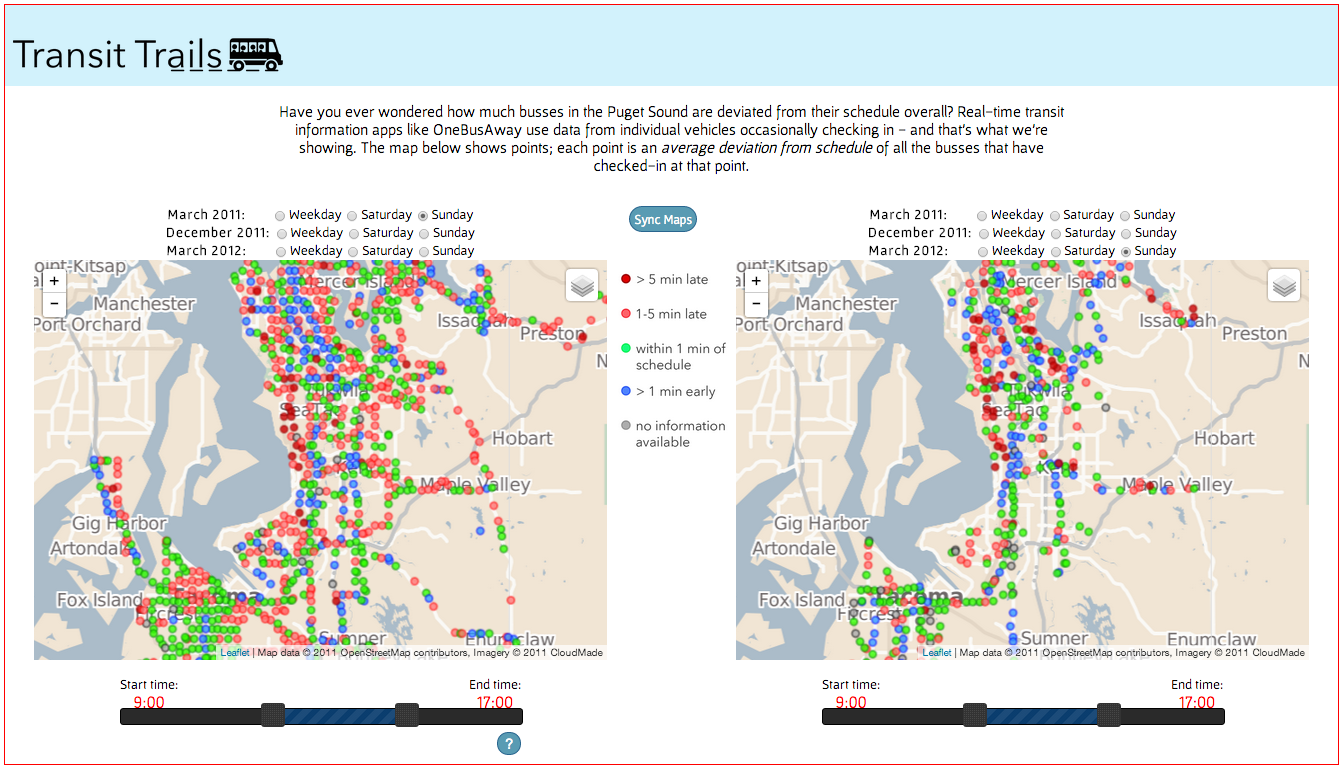 Transit Trails
Have you ever wondered how much busses in the Puget Sound are deviated from their schedule overall? Real-time transit
information apps like OneBusAway use data from individual vehicles occasionally checking in - and that's what we're
showing. The map below shows points; each point is an average deviation from schedule of all the busses that have
checked-in at that point.
March 2011: Weekday Saturday Sunday
December 2011: Weekday Saturday Sunday
March 2012: Weekday Saturday Sunday
Sync Maps
March 2011: Weekday Saturday Sunday
December 2011: Weekday Saturday Sunday
March 2012: Weekday Saturday Sunday
+
-
oint-Kitsap
Manchester
Port Orchard
Mercer Island
Issaquah
Preston
N
SeaTac
Hobart
Maple Valley
Gig Harbor
Artondale
Fox Island
Sumner
Enumclaw
Leaflet | Map data © 2011 OpenStreetMap contributors, Imagery © 2011 CloudMade
> 5 min late
1-5 min late
within 1 min of
schedule
> 1 min early
no information
available
+
-
oint-Kitsap
Manchester
Port Orchard
Mercer Island
Issaquah
Preston
N
Tukwila
SeaTac
Hobart
Maple Valley
Gig Harbor
Artondale
Fox Island
Tacoma
Fircrest
Sumner
Enumclaw
Leaflet | Map data © 2011 OpenStreetMap contributors, Imagery © 2011 CloudMade
Start time:
9:00
End time:
17:00
?
Start time:
9:00
End time:
17:00